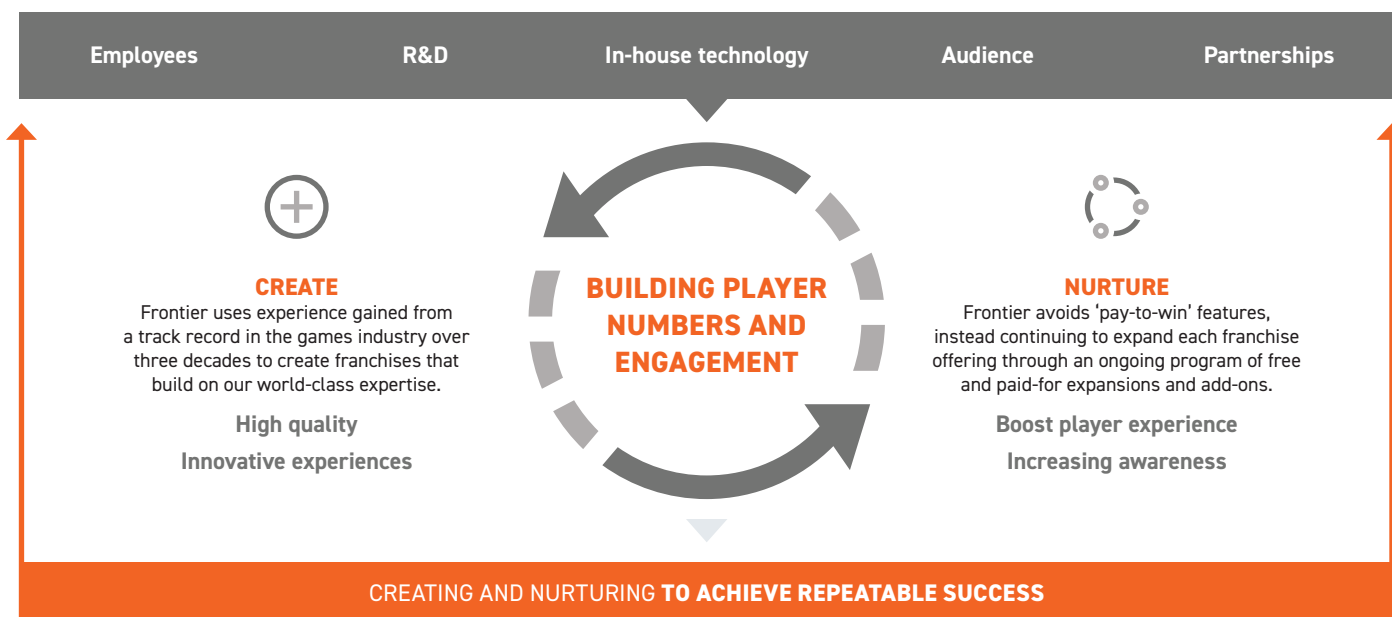 Employees R&D In-house technology Audience Partnerships
CREATE
Frontier uses experience gained from
a track record in the games industry over
three decades to create franchises that
build on our world-class expertise.
High quality
Innovative experiences
BUILDING PLAYER
NUMBERS AND
ENGAGEMENT
NURTURE
Frontier avoids ‘pay-to-win’ features,
instead continuing to expand each franchise
offering through an ongoing program of free
and paid-for expansions and add-ons.
Boost player experience
Increasing awareness
CREATING AND NURTURING TO ACHIEVE REPEATABLE SUCCESS